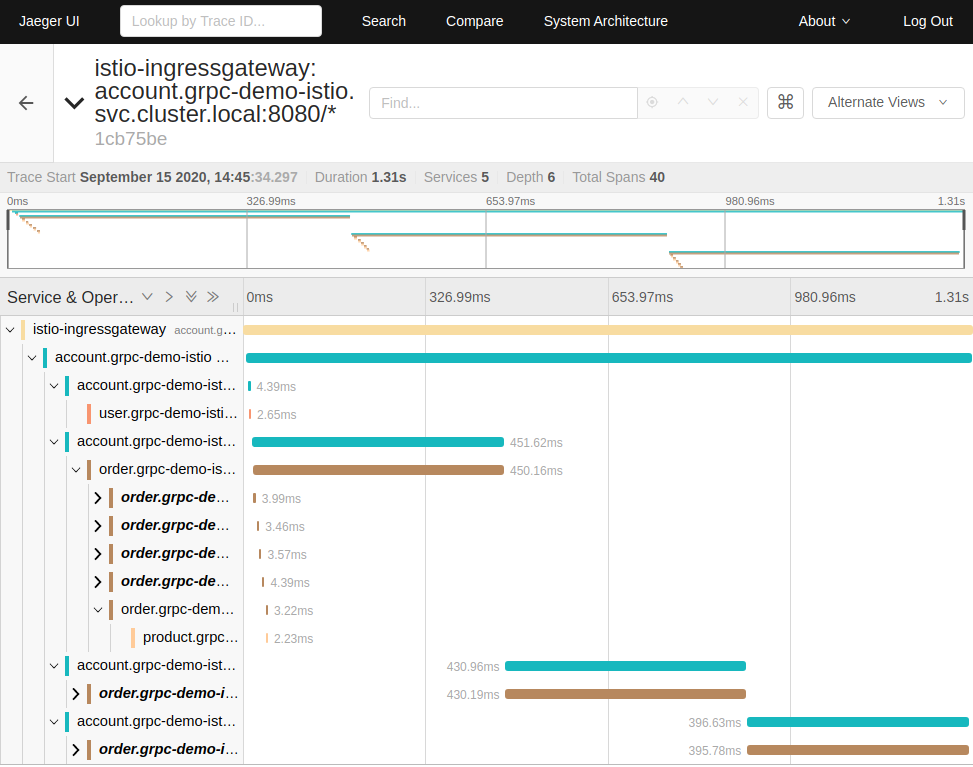 Jaeger UI Lookup by Trace ID... Search Compare System Architecture About Log Out
istio-ingressgateway:
account.grpc-demo-istio.
svc.cluster.local:8080/*
1cb75be
Find... ⌘ Alternate Views
Trace Start September 15 2020, 14:45:34.297 Duration 1.31s Services 5 Depth 6 Total Spans 40
0ms 326.99ms 653.97ms 980.96ms 1.31s
Service & Oper... 0ms 326.99ms 653.97ms 980.96ms 1.31s
istio-ingressgateway account.g...
account.grpc-demo-istio ...
account.grpc-demo-ist... 4.39ms
user.grpc-demo-isti... 2.65ms
account.grpc-demo-ist... 451.62ms
order.grpc-demo-is... 450.16ms
order.grpc-de... 3.99ms
order.grpc-de... 3.46ms
order.grpc-de... 3.57ms
order.grpc-de... 4.39ms
order.grpc-dem... 3.22ms
product.grpc... 2.23ms
account.grpc-demo-ist... 430.96ms
order.grpc-demo-i... 430.19ms
account.grpc-demo-ist... 396.63ms
order.grpc-demo-i... 395.78ms